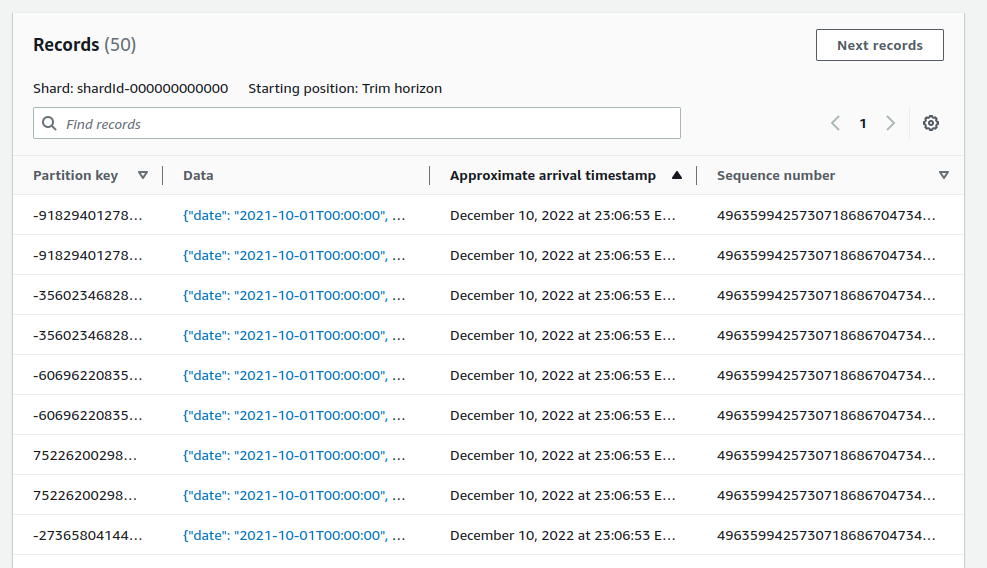 Records (50)
Next records
Shard: shardId-000000000000 Starting position: Trim horizon
Find records
1
Partition key Data Approximate arrival timestamp Sequence number
-91829401278... {"date": "2021-10-01T00:00:00", ... December 10, 2022 at 23:06:53 E...4963599425730718686704734...
-91829401278... {"date": "2021-10-01T00:00:00", ... December 10, 2022 at 23:06:53 E... 4963599425730718686704734...
-35602346828... {"date": "2021-10-01T00:00:00", ... December 10, 2022 at 23:06:53 E... 4963599425730718686704734...
-35602346828... {"date": "2021-10-01T00:00:00", ... December 10, 2022 at 23:06:53 E... 4963599425730718686704734...
-60696220835... {"date": "2021-10-01T00:00:00", ... December 10, 2022 at 23:06:53 E... 4963599425730718686704734...
-60696220835... {"date": "2021-10-01T00:00:00", ... December 10, 2022 at 23:06:53 E... 4963599425730718686704734...
75226200298... {"date": "2021-10-01T00:00:00", ... December 10, 2022 at 23:06:53 E... 4963599425730718686704734...
75226200298... {"date": "2021-10-01T00:00:00", ... December 10, 2022 at 23:06:53 E... 4963599425730718686704734...
-27365804144... {"date": "2021-10-01T00:00:00", ... December 10, 2022 at 23:06:53 E... 4963599425730718686704734...